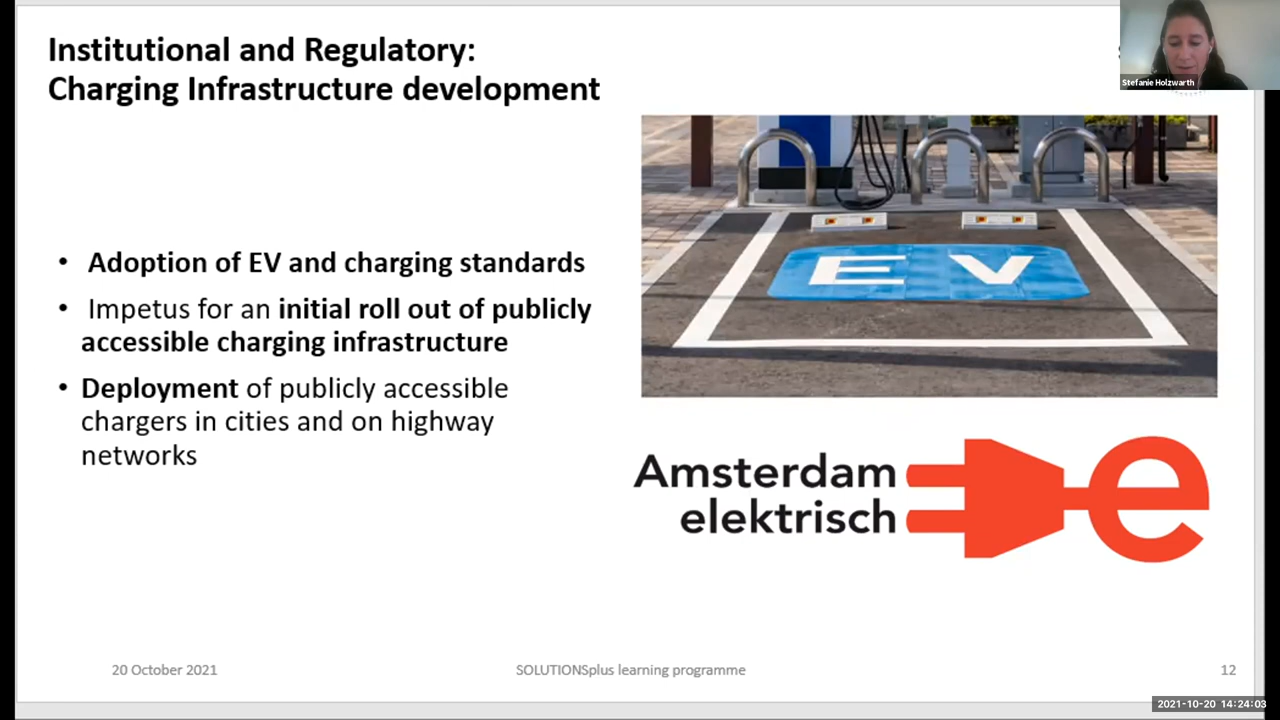 Institutional and Regulatory:
Charging Infrastructure development
Stefanie Holzwarth
• Adoption of EV and charging standards
• Impetus for an initial roll out of publicly
accessible charging infrastructure
• Deployment of publicly accessible
chargers in cities and on highway
networks
EV
Amsterdam
elektrisch
e
20 October 2021
SOLUTIONSplus learning programme
12
2021-10-20 14:24:03